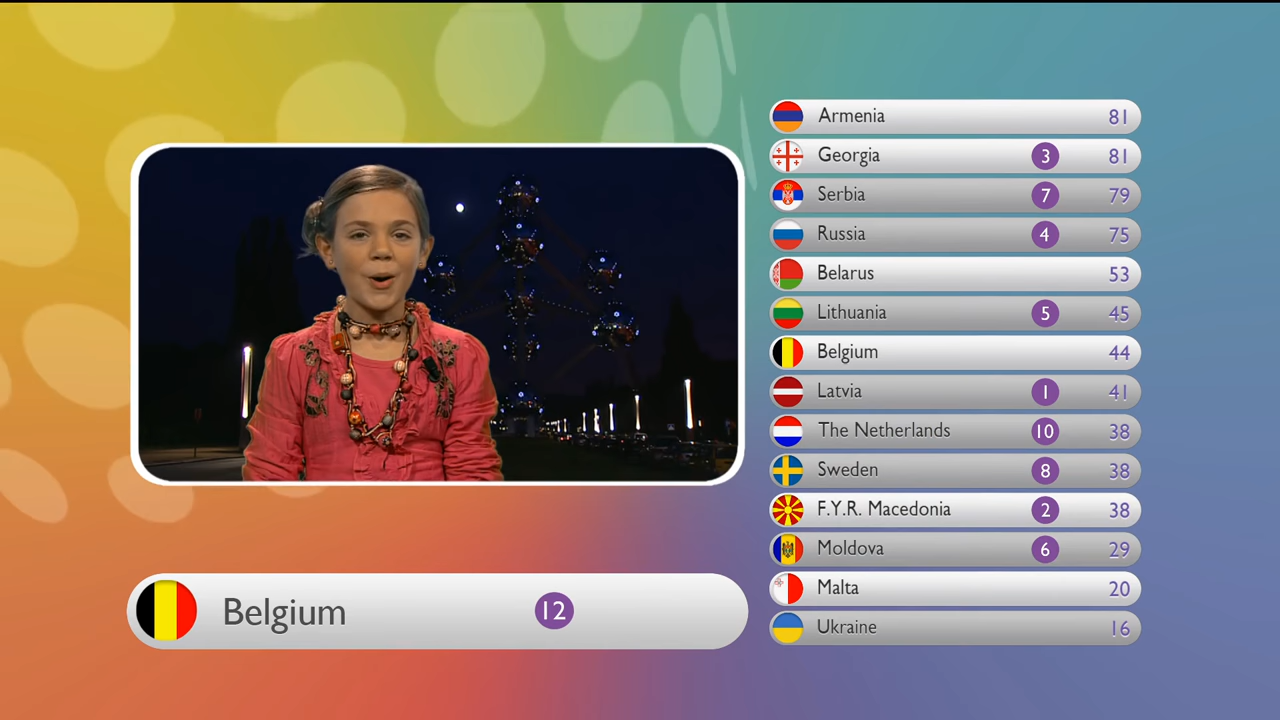 Armenia 81
Georgia 3 81
Serbia 7 79
Russia 4 75
Belarus 53
Lithuania 5 45
Belgium 44
Latvia 1 41
The Netherlands 10 38
Sweden 8 38
F.Y.R. Macedonia 2 38
Moldova 6 29
Malta 20
Ukraine 16
Belgium 12